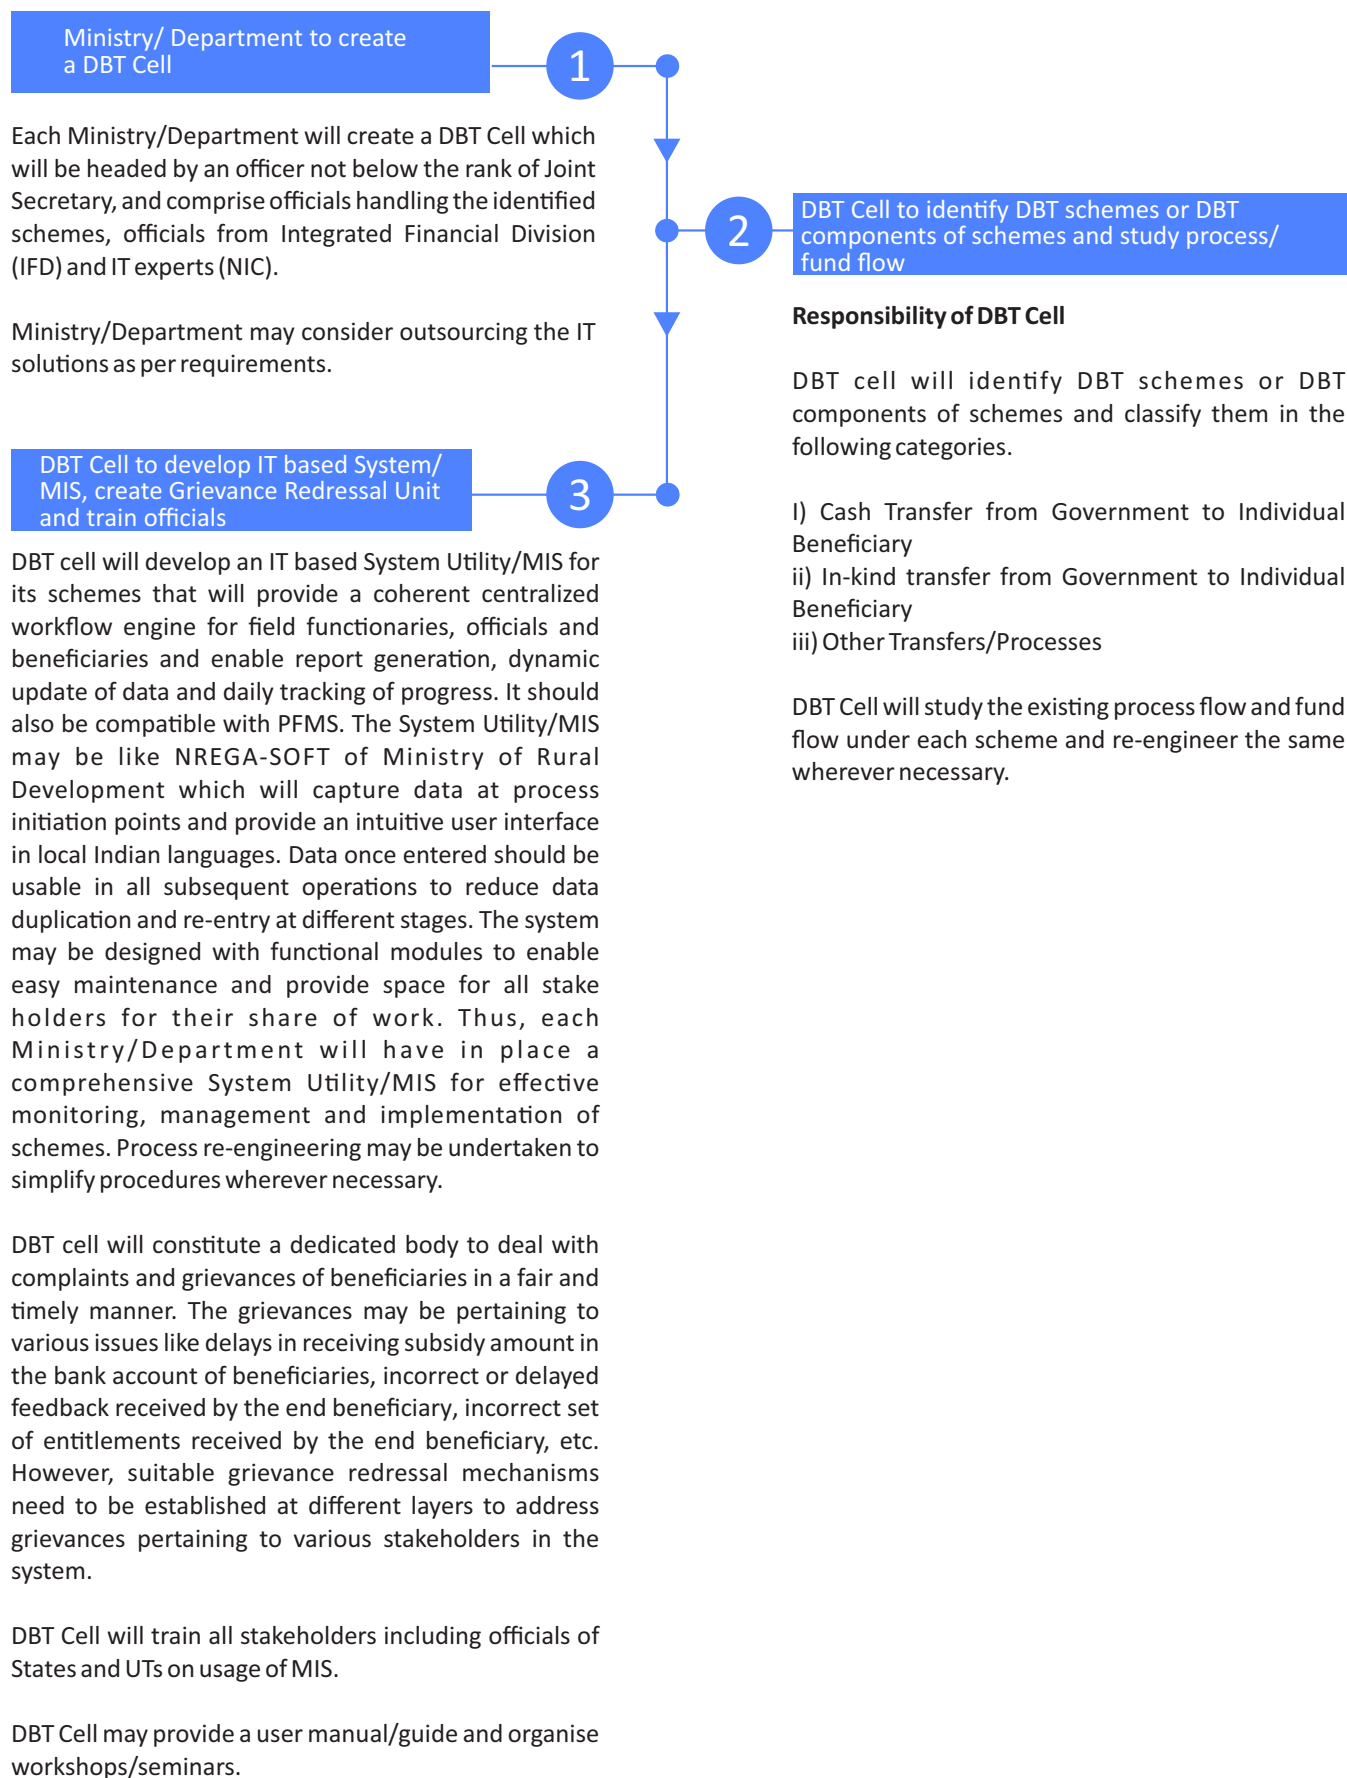 Ministry/ Department to create
a DBT Cell
1
Each Ministry/Department will create a DBT Cell which
will be headed by an officer not below the rank of Joint
Secretary, and comprise officials handling the identified
schemes, officials from Integrated Financial Division
(IFD) and IT experts (NIC).
Ministry/Department may consider outsourcing the IT
solutions as per requirements.
2
DBT Cell to identify DBT schemes or DBT
components of schemes and study process/
fund flow
Responsibility of DBT Cell
DBT cell will identify DBT schemes or DBT
components of schemes and classify them in the
following categories.
I) Cash Transfer from Government to Individual
Beneficiary
ii) In-kind transfer from Government to Individual
Beneficiary
iii) Other Transfers/Processes
DBT Cell will study the existing process flow and fund
flow under each scheme and re-engineer the same
wherever necessary.
DBT Cell to develop IT based System/
MIS, create Grievance Redressal Unit
and train officials
3
DBT cell will develop an IT based System Utility/MIS for
its schemes that will provide a coherent centralized
workflow engine for field functionaries, officials and
beneficiaries and enable report generation, dynamic
update of data and daily tracking of progress. It should
also be compatible with PFMS. The System Utility/MIS
may be like NREGA-SOFT of Ministry of Rural
Development which will capture data at process
initiation points and provide an intuitive user interface
in local Indian languages. Data once entered should be
usable in all subsequent operations to reduce data
duplication and re-entry at different stages. The system
may be designed with functional modules to enable
easy maintenance and provide space for all stake
holders for their share of work. Thus, each
Ministry/Department will have in place a
comprehensive System Utility/MIS for effective
monitoring, management and implementation of
schemes. Process re-engineering may be undertaken to
simplify procedures wherever necessary.
DBT cell will constitute a dedicated body to deal with
complaints and grievances of beneficiaries in a fair and
timely manner. The grievances may be pertaining to
various issues like delays in receiving subsidy amount in
the bank account of beneficiaries, incorrect or delayed
feedback received by the end beneficiary, incorrect set
of entitlements received by the end beneficiary, etc.
However, suitable grievance redressal mechanisms
need to be established at different layers to address
grievances pertaining to various stakeholders in the
system.
DBT Cell will train all stakeholders including officials of
States and UTs on usage of MIS.
DBT Cell may provide a user manual/guide and organise
workshops/seminars.